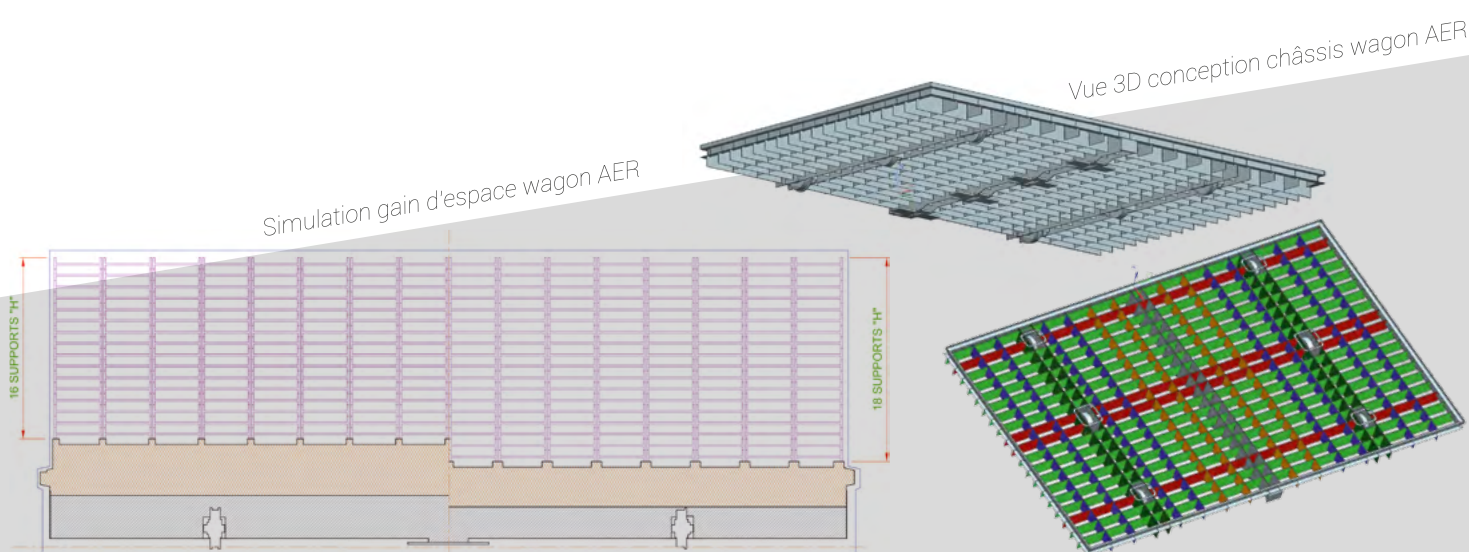 Vue 3D conception châssis wagon AER
Simulation gain d'espace wagon AER
16 SUPPORTS "H"
18 SUPPORTS "H"